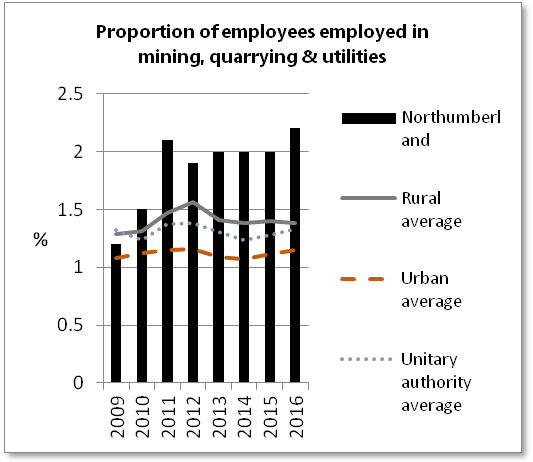 Proportion of employees employed in
mining, quarrying & utilities
2.5
2
1.5
1
0.5
0
%
2009
2010
2011
2012
2013
2014
2015
2016
Northumberl
and
Rural
average
Urban
average
Unitary
authority
average